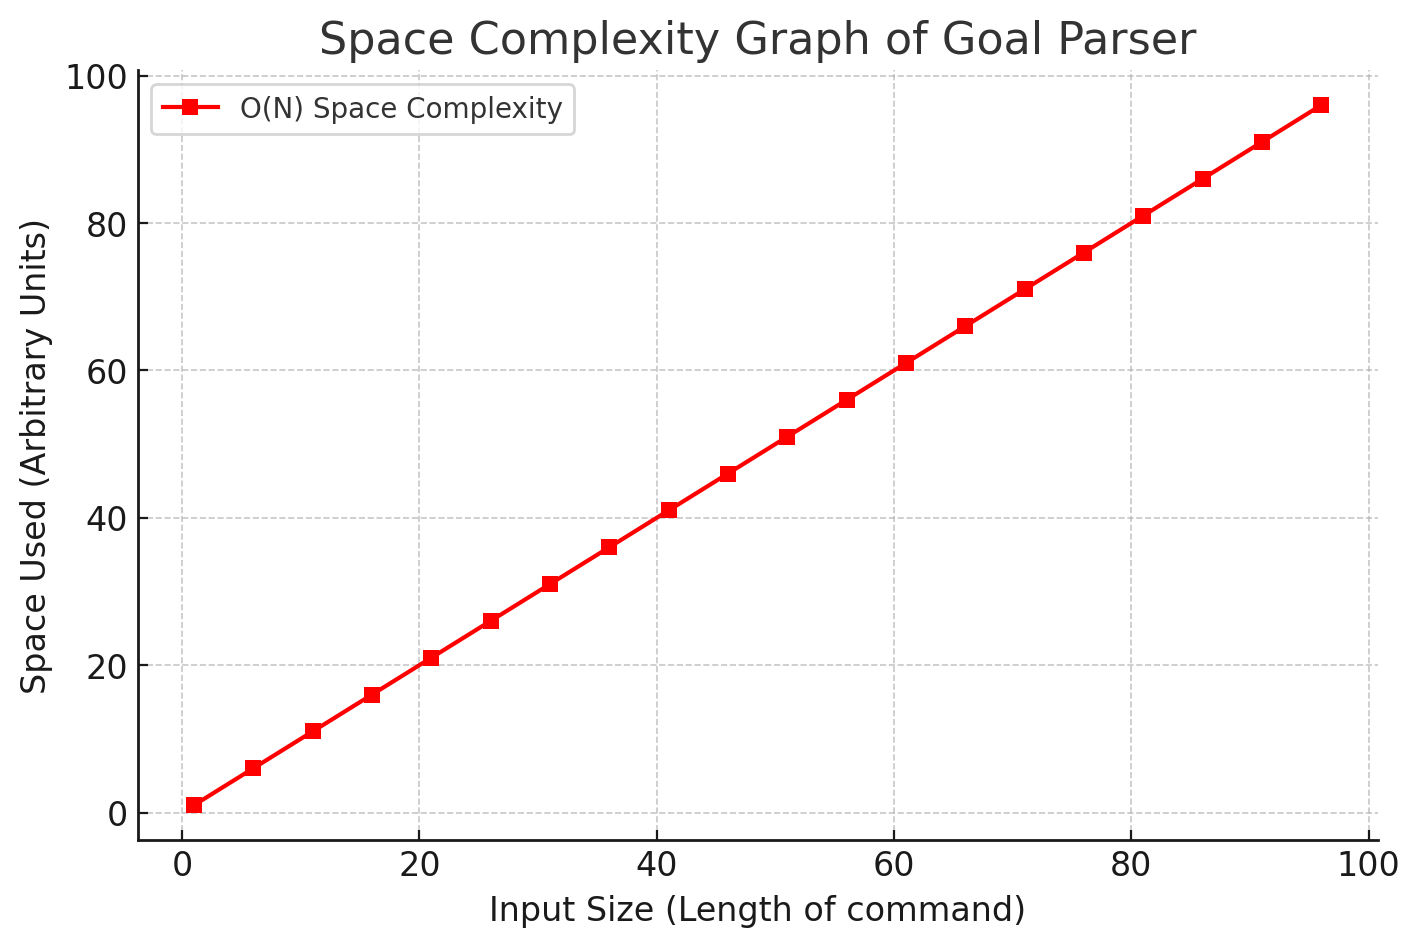 Space Complexity Graph of Goal Parser
O(N) Space Complexity
Space Used (Arbitrary Units)
100
80
60
40
20
0
0 20 40 60 80 100
Input Size (Length of command)